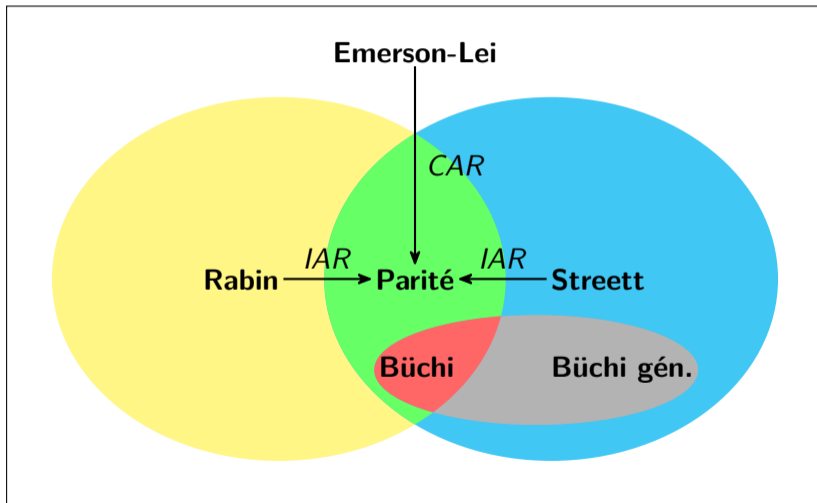 Emerson-Lei
CAR
IAR
IAR
Rabin
Parité
Streett
Büchi
Büchi gén.